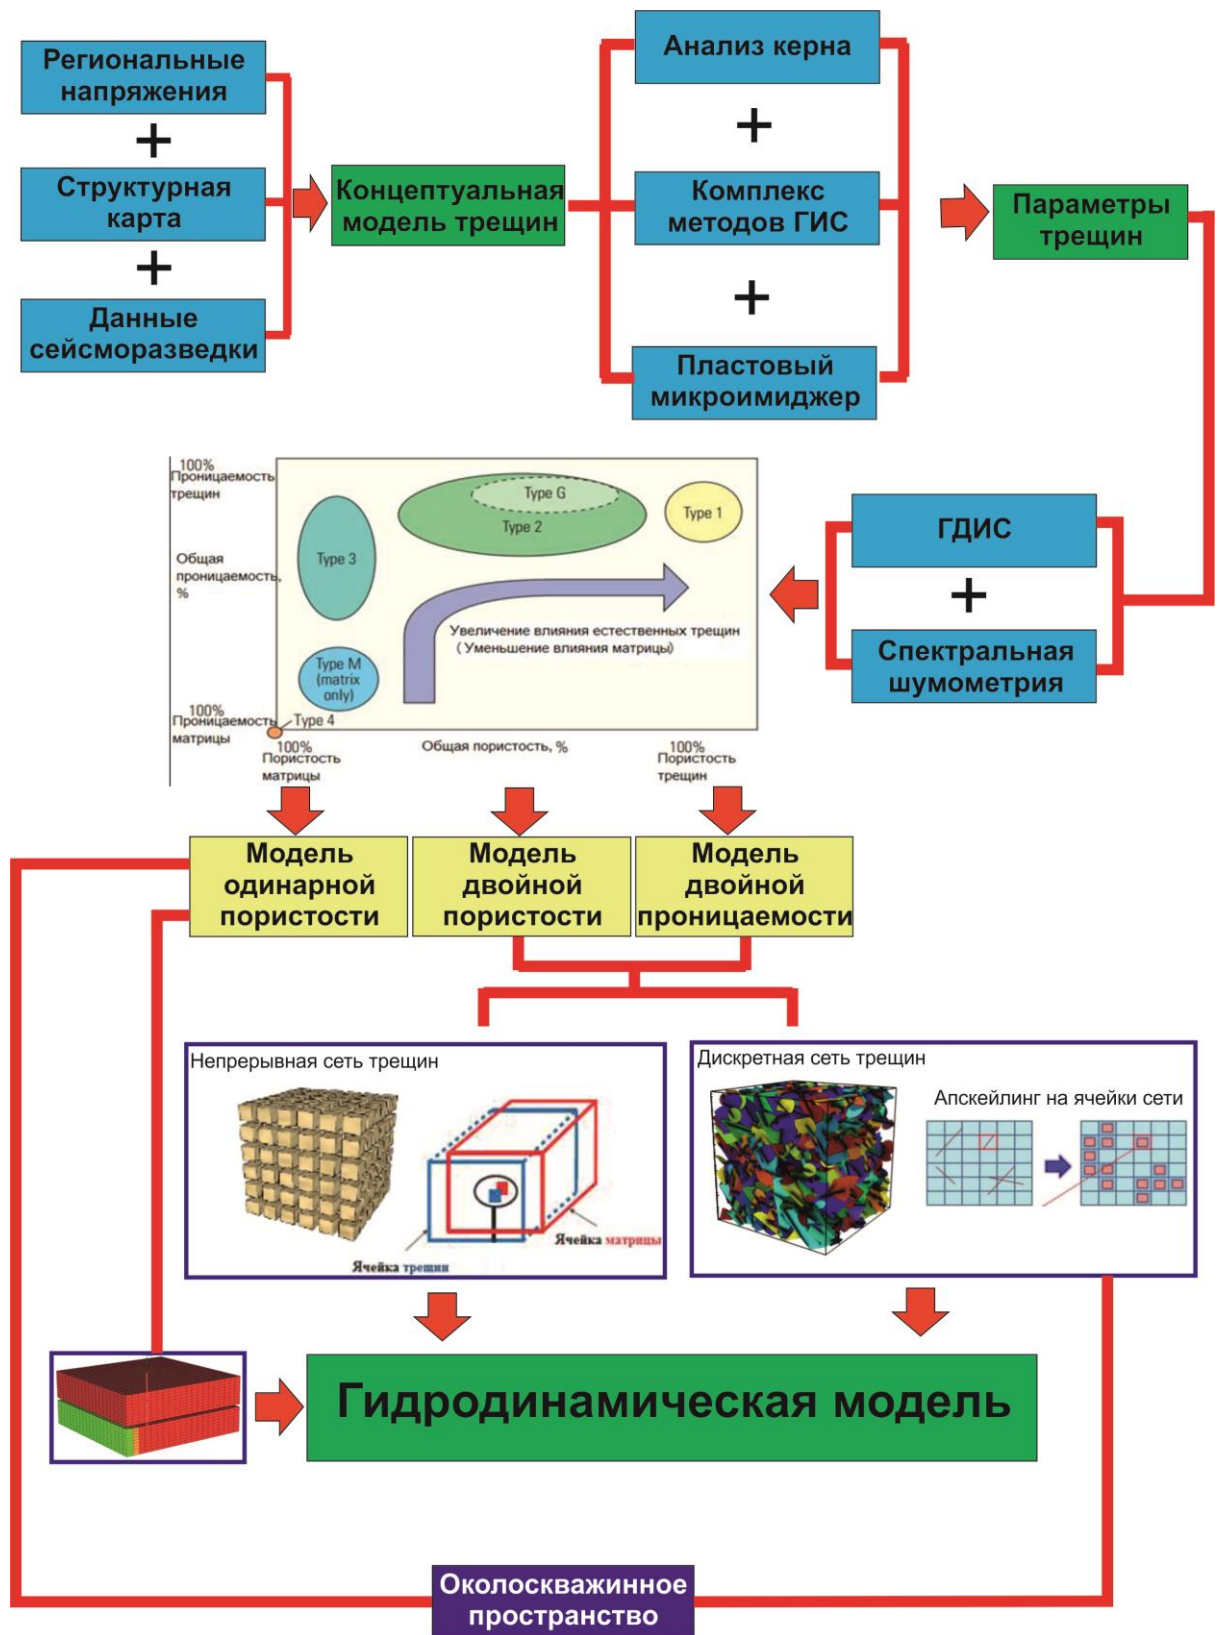 Региональные
напряжения
+
Структурная
карта
+
Данные
сейсморазведки
Концептуальная
модель трещин
Анализ керна
+
Комплекс
методов ГИС
+
Пластовый
микроимиджер
Параметры
трещин
ГДИС
+
Спектральная
шумометрия
100%
Проницаемость
трещин
Общая
проницаемость,
%
100%
Проницаемость
матрицы
Type 3
Type G
Type 2
Type 1
Увеличение влияния естественных трещин
(Уменьшение влияния матрицы)
Type M
(matrix
only)
Type 4
100%
Пористость
матрицы
Общая пористость, %
100%
Пористость
трещин
Модель
одинарной
пористости
Модель
двойной
пористости
Модель
двойной
проницаемости
Непрерывная сеть трещин
Ячейка матрицы
Ячейка трещин
Дискретная сеть трещин
Апскейлинг на ячейки сети
Гидродинамическая модель
Околоскважинное
пространство